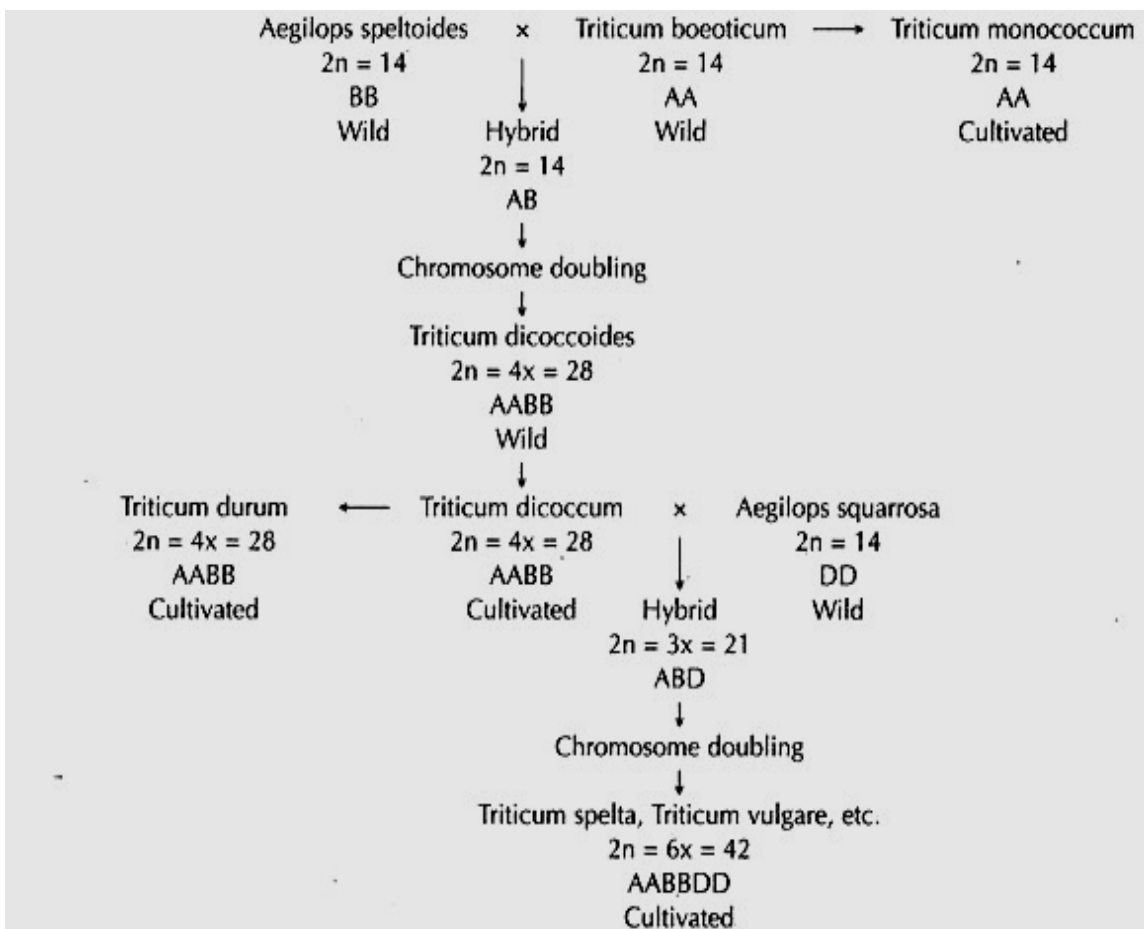 Aegilops speltoides × Triticum boeoticum → Triticum monococcum
2n = 14 2n = 14 2n = 14
BB AA AA
Wild Hybrid Wild Cultivated
2n = 14
AB
Chromosome doubling
Triticum dicoccoides
2n = 4x = 28
AABB
Wild
Triticum durum ← Triticum dicoccum × Aegilops squarrosa
2n = 4x = 28 2n = 4x = 28 2n = 14
AABB AABB DD
Cultivated Cultivated Hybrid Wild
2n = 3x = 21
ABD
Chromosome doubling
Triticum spelta, Triticum vulgare, etc.
2n = 6x = 42
AABBDD
Cultivated